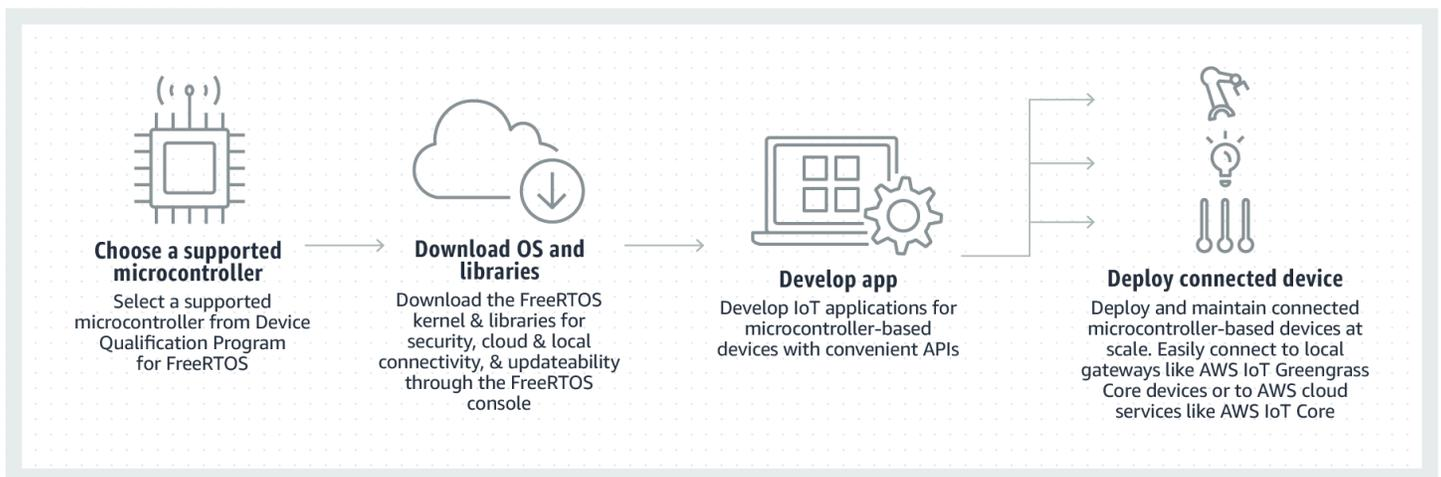 Choose a supported
microcontroller
Select a supported
microcontroller from Device
Qualification Program
for FreeRTOS
Download OS and
libraries
Download the FreeRTOS
kernel & libraries for
security, cloud & local
connectivity, & updateability
through the FreeRTOS
console
Develop app
Develop IoT applications for
microcontroller-based
devices with convenient APIs
Deploy connected device
Deploy and maintain connected
microcontroller-based devices at
scale. Easily connect to local
gateways like AWS IoT Greengrass
Core devices or to AWS cloud
services like AWS IoT Core